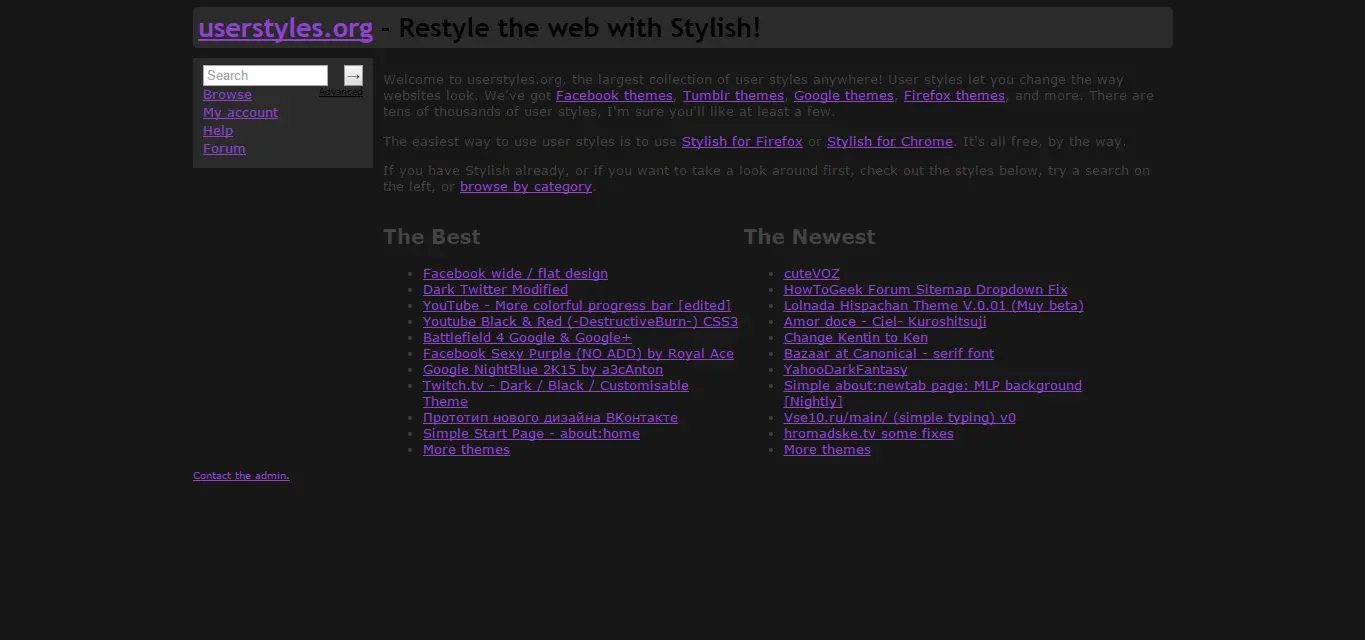 userstyles.org - Restyle the web with Stylish!
Search →
Advanced
Browse
My account
Help
Forum
Welcome to userstyles.org, the largest collection of user styles anywhere! User styles let you change the way
websites look. We've got Facebook themes, Tumblr themes, Google themes, Firefox themes, and more. There are
tens of thousands of user styles, I'm sure you'll like at least a few.
The easiest way to use user styles is to use Stylish for Firefox or Stylish for Chrome. It's all free, by the way.
If you have Stylish already, or if you want to take a look around first, check out the styles below, try a search on
the left, or browse by category.
The Best
Facebook wide / flat design
Dark Twitter Modified
YouTube - More colorful progress bar [edited]
Youtube Black & Red (-DestructiveBurn-) CSS3
Battlefield 4 Google & Google+
Facebook Sexy Purple (NO ADD) by Royal Ace
Google NightBlue 2K15 by a3cAnton
Twitch.tv - Dark / Black / Customisable
Theme
Прототип нового дизайна ВКонтакте
Simple Start Page - about:home
More themes
The Newest
cuteVOZ
HowToGeek Forum Sitemap Dropdown Fix
Lolnada Hispachan Theme V.0.01 (Muy beta)
Amor doce - Ciel- Kuroshitsuji
Change Kentin to Ken
Bazaar at Canonical - serif font
YahooDarkFantasy
Simple about:newtab page: MLP background
[Nightly]
Vse10.ru/main/ (simple typing) v0
hromadske.tv some fixes
More themes
Contact the admin.